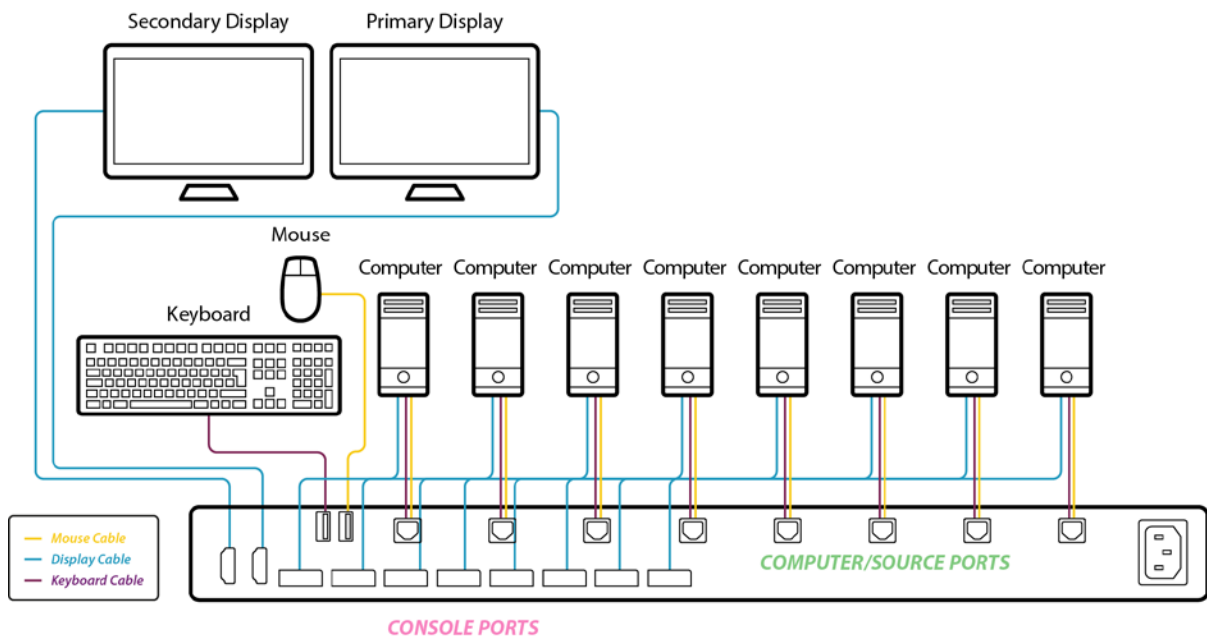 Secondary Display
Primary Display
Mouse
Computer
Computer
Computer
Computer
Computer
Computer
Computer
Computer
Keyboard
Mouse Cable
Display Cable
Keyboard Cable
COMPUTER/SOURCE PORTS
CONSOLE PORTS